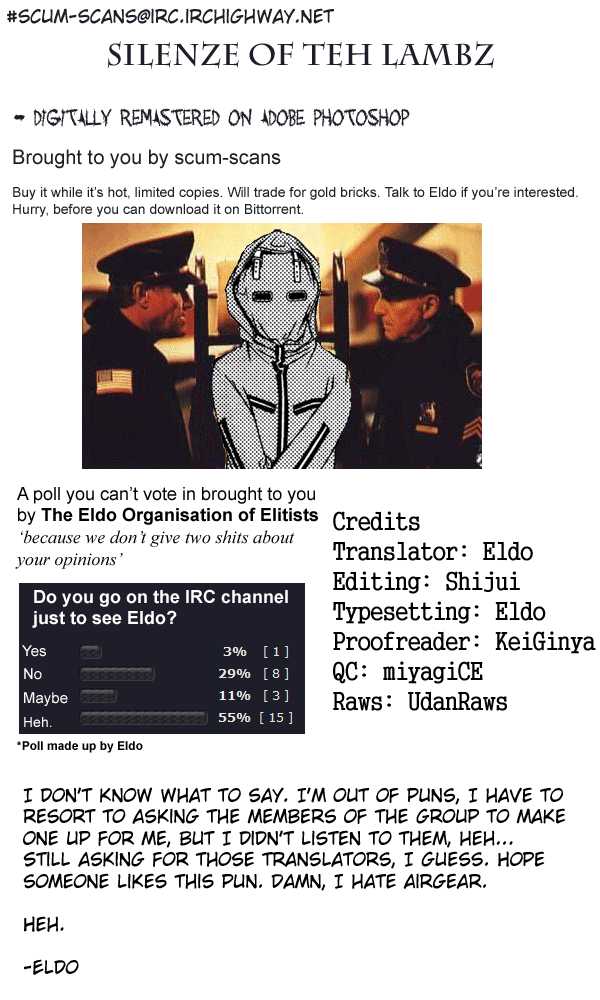 #SCUM-SCANS@IRC.IRCHIGHWAY.NET
SILENZE OF TEH LAMBZ
- DIGITALLY REMASTERED ON ADOBE PHOTOSHOP
Brought to you by scum-scans
Buy it while it's hot, limited copies. Will trade for gold bricks. Talk to Eldo if you're interested.
Hurry, before you can download it on Bittorrent.
A poll you can't vote in brought to you
by The Eldo Organisation of Elitists
'because we don't give two shits about
your opinions'
Do you go on the IRC channel
just to see Eldo?
Yes 3% [ 1 ]
No 29% [ 8 ]
Maybe 11% [ 3 ]
Heh. 55% [ 15 ]
*Poll made up by Eldo
Credits
Translator: Eldo
Editing: Shijui
Typesetting: Eldo
Proofreader: KeiGinya
QC: miyagiCE
Raws: UdanRaws
I DON'T KNOW WHAT TO SAY. I'M OUT OF PUNS, I HAVE TO
RESORT TO ASKING THE MEMBERS OF THE GROUP TO MAKE
ONE UP FOR ME, BUT I DIDN'T LISTEN TO THEM, HEH...
STILL ASKING FOR THOSE TRANSLATORS, I GUESS. HOPE
SOMEONE LIKES THIS PUN. DAMN, I HATE AIRGEAR.
HEH.
-ELDO